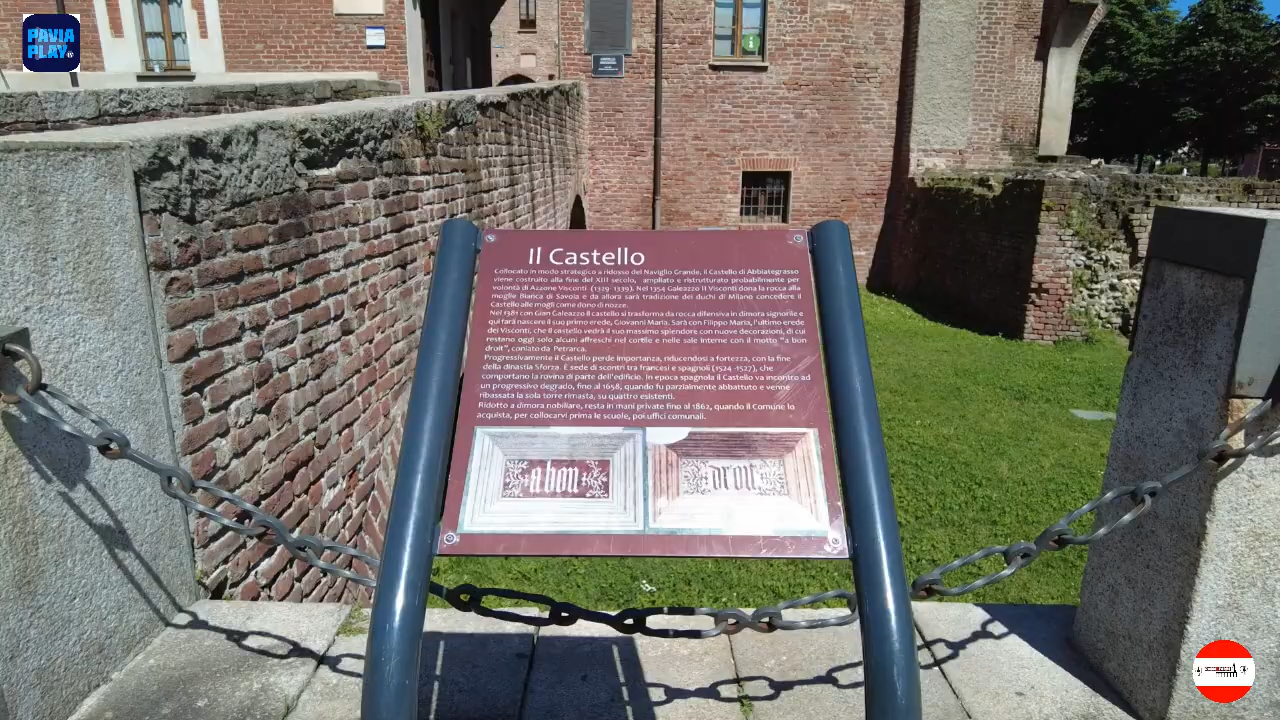 PAVIA
PLAY
Il Castello
Collocato in modo strategico a ridosso del Naviglio Grande, il Castello di Abbiategrasso
viene costruito alla fine del XIII secolo, ampliato e ristrutturato probabilmente per
volontà di Azzone Visconti (1329-1339). Nel 1354 Galeazzo II Visconti dona la rocca alla
moglie Bianca di Savoia e da allora sarà tradizione dei duchi di Milano concedere il
Castello alle mogli come dono di nozze.
Nel 1381 con Gian Galeazzo il castello si trasforma da rocca difensiva in dimora signorile e
qui farà nascere il suo primo erede, Giovanni Maria. Sarà con Filippo Maria, l'ultimo erede
dei Visconti, che il castello vedrà il suo massimo splendore con nuove decorazioni, di cui
restano oggi solo alcuni affreschi nel cortile e nelle sale interne con il motto "a bon
droit", coniato da Petrarca.
Progressivamente il Castello perde importanza, riducendosi a fortezza, con la fine
della dinastia Sforza. È sede di scontri tra francesi e spagnoli (1524 -1527), che
comportano la rovina di parte dell'edificio. In epoca spagnola il Castello va incontro ad
un progressivo degrado, fino al 1658, quando fu parzialmente abbattuto e venne
ribassata la sola torre rimasta, su quattro esistenti.
Ridotto a dimora nobiliare, resta in mani private fino al 1862, quando il Comune lo
acquista, per collocarvi prima le scuole, poi uffici comunali.
a bon
droit